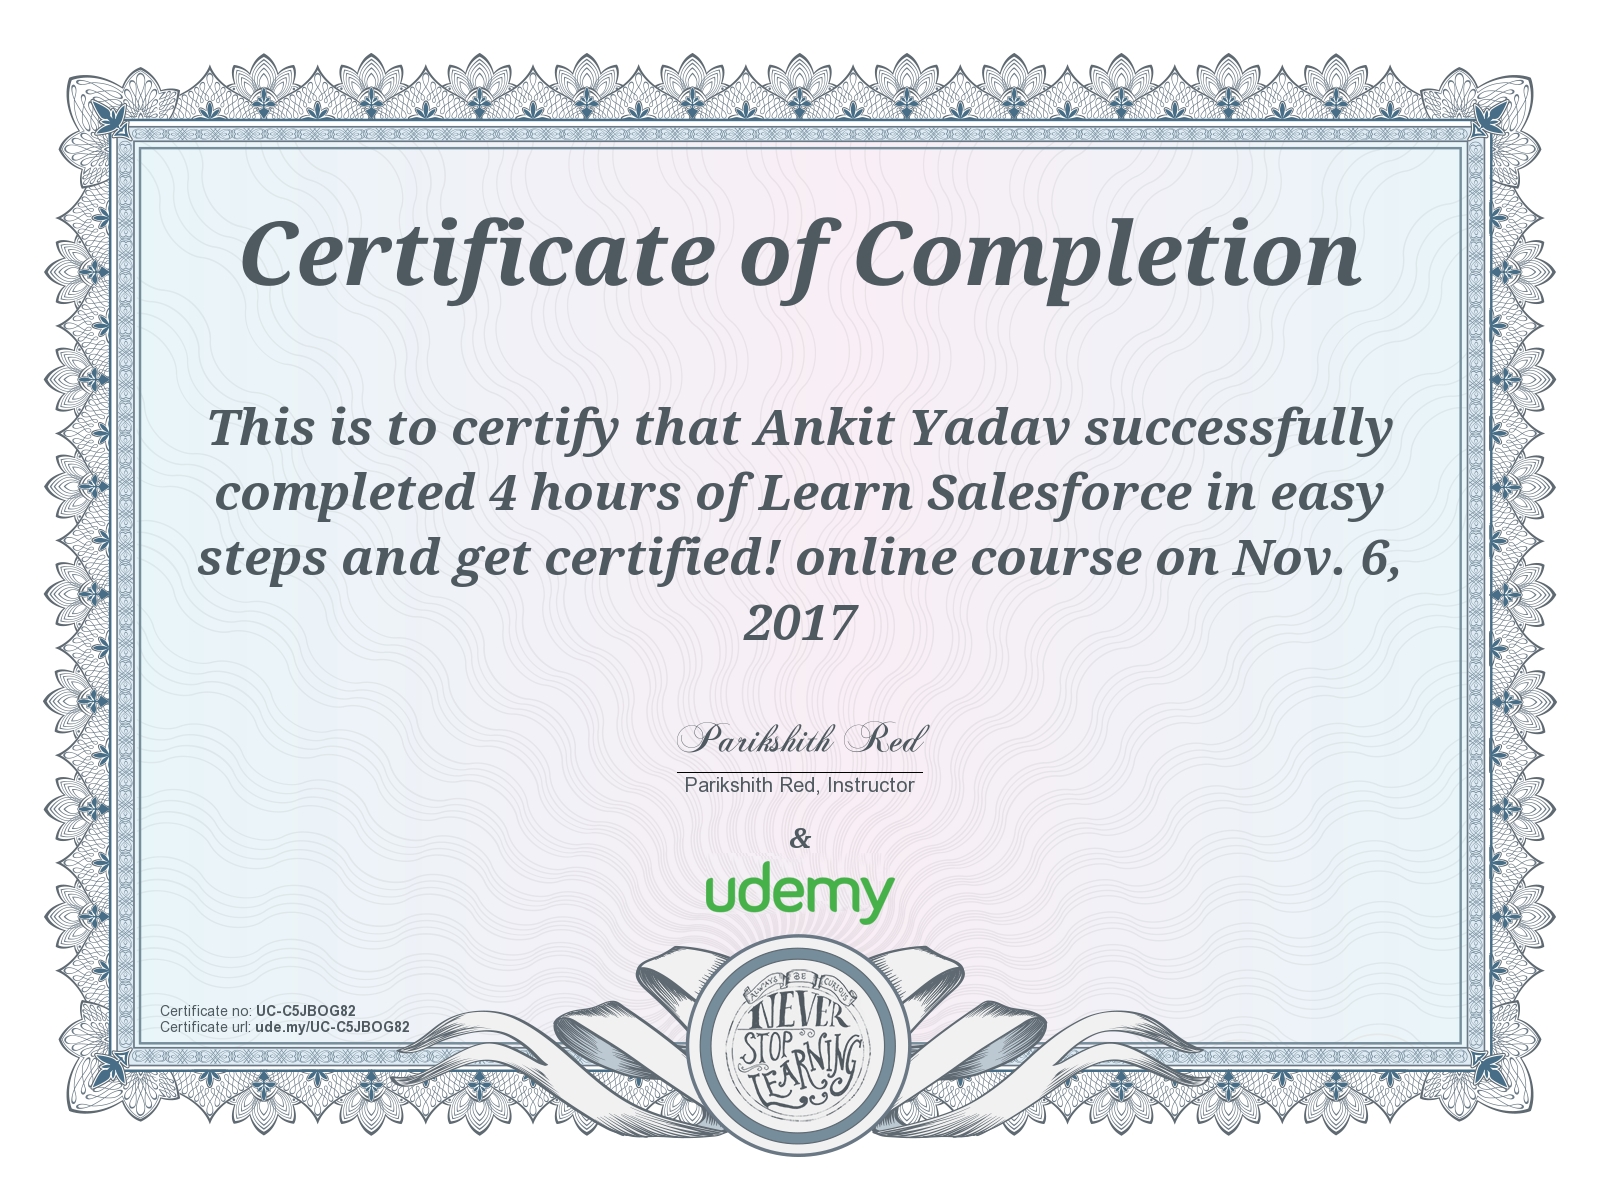 Certificate of Completion
This is to certify that Ankit Yadav successfully
completed 4 hours of Learn Salesforce in easy
steps and get certified! online course on Nov. 6,
2017
Parikshith Red
Parikshith Red, Instructor
&
udemy
Certificate no: UC-C5JBOG82
Certificate url: ude.my/UC-C5JBOG82
ALWAYS BE CURIOUS
NEVER
STOP
LEARNING